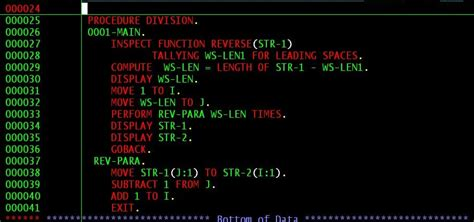 000024
000025 PROCEDURE DIVISION.
000026 0001-MAIN.
000027 INSPECT FUNCTION REVERSE(STR-1)
000028 TALLYING WS-LEN1 FOR LEADING SPACES.
000029 COMPUTE WS-LEN = LENGTH OF STR-1 - WS-LEN1.
000030 DISPLAY WS-LEN.
000031 MOVE 1 TO I.
000032 MOVE WS-LEN TO J.
000033 PERFORM REV-PARA WS-LEN TIMES.
000034 DISPLAY STR-1.
000035 DISPLAY STR-2.
000036 GOBACK.
000037 REV-PARA.
000038 MOVE STR-1(J:1) TO STR-2(I:1).
000039 SUBTRACT 1 FROM J.
000040 ADD 1 TO I.
000041 EXIT.
****** **************************** Bottom of Data ****************************